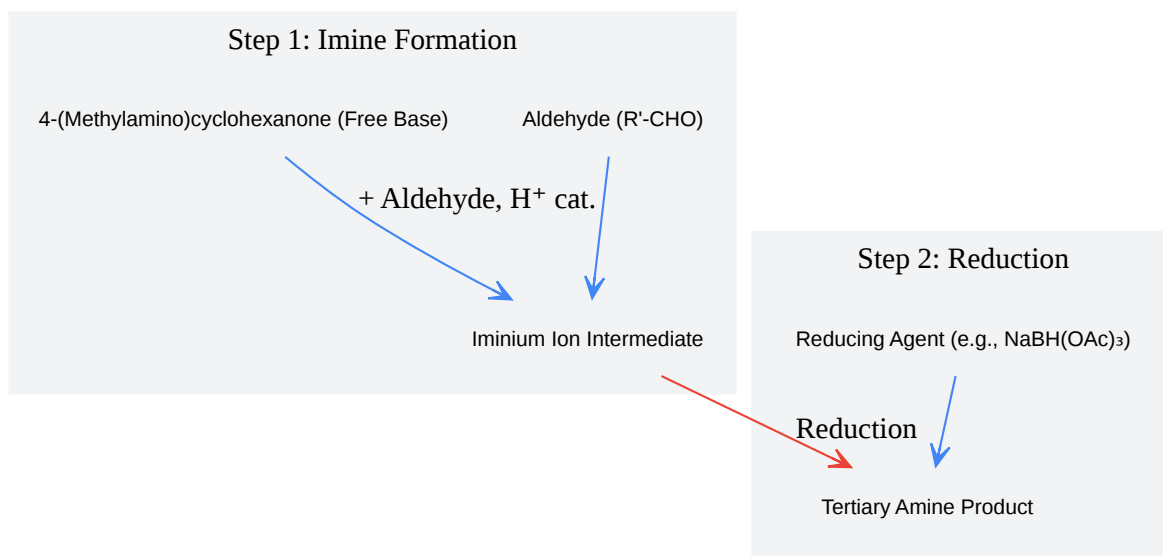 Step 1: Imine Formation
4-(Methylamino)cyclohexanone (Free Base)
Aldehyde (R'-CHO)
+ Aldehyde, H⁺ cat.
Iminium Ion Intermediate
Step 2: Reduction
Reducing Agent (e.g., NaBH(OAc)₃)
Reduction
Tertiary Amine Product